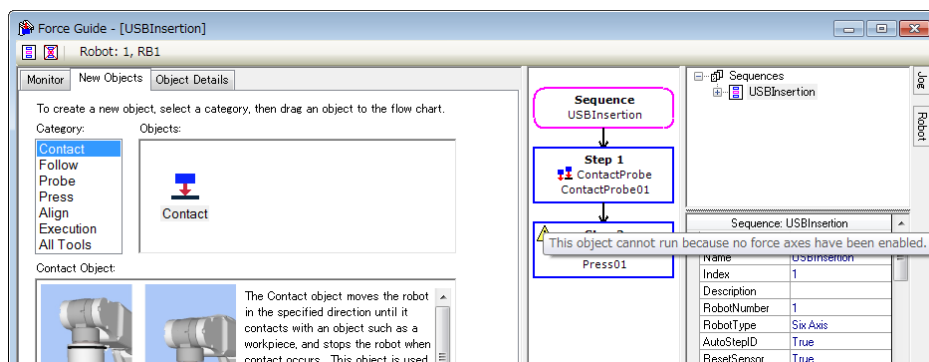 Force Guide - [USBInsertion]
Robot: 1, RB1
Monitor New Objects Object Details
To create a new object, select a category, then drag an object to the flow chart.
Category: Objects:
Contact
Follow
Probe
Press
Align
Execution
All Tools
Contact
Contact Object:
The Contact object moves the robot
in the specified direction until it
contacts with an object such as a
workpiece, and stops the robot when
contact occurs. This object is used
Sequence
USBInsertion
Step 1
ContactProbe
ContactProbe01
This object cannot run because no force axes have been enabled.
Press01
Sequences
USBInsertion
Jog
Robot
Sequence: USBInsertion
Name USBInsertion
Index 1
Description
RobotNumber 1
RobotType Six Axis
AutoStepID True
ResetSensor True